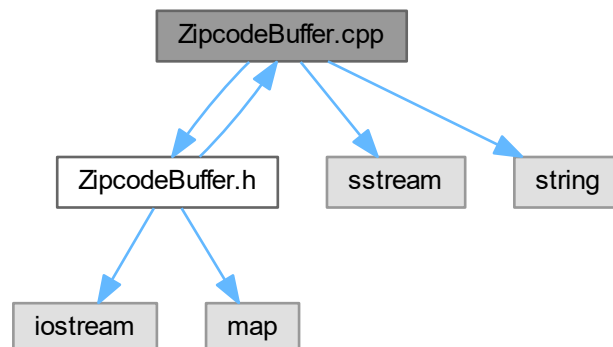 ZipcodeBuffer.cpp
ZipcodeBuffer.h
sstream
string
iostream
map